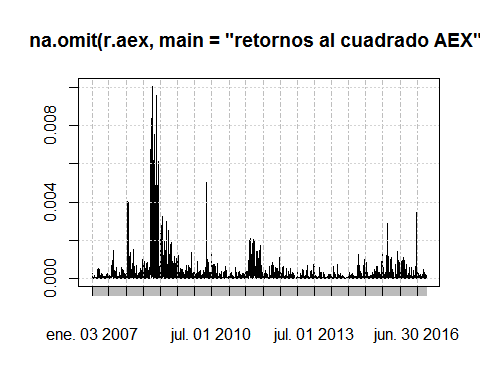 na.omit(r.aex, main = "retornos al cuadrado AEX"
0.008
0.004
0.000
ene. 03 2007 jul. 01 2010 jul. 01 2013 jun. 30 2016